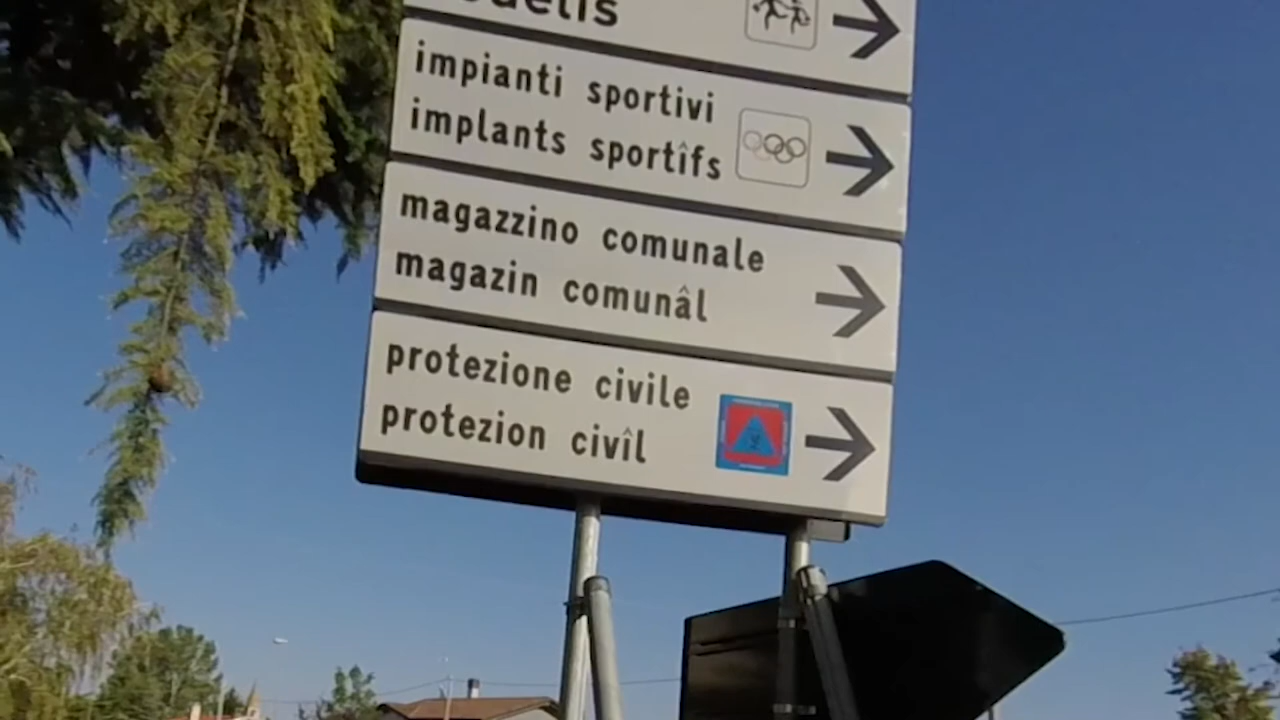 impianti sportivi
implants sportîfs
magazzino comunale
magazin comunâl
protezione civile
protezion civîl